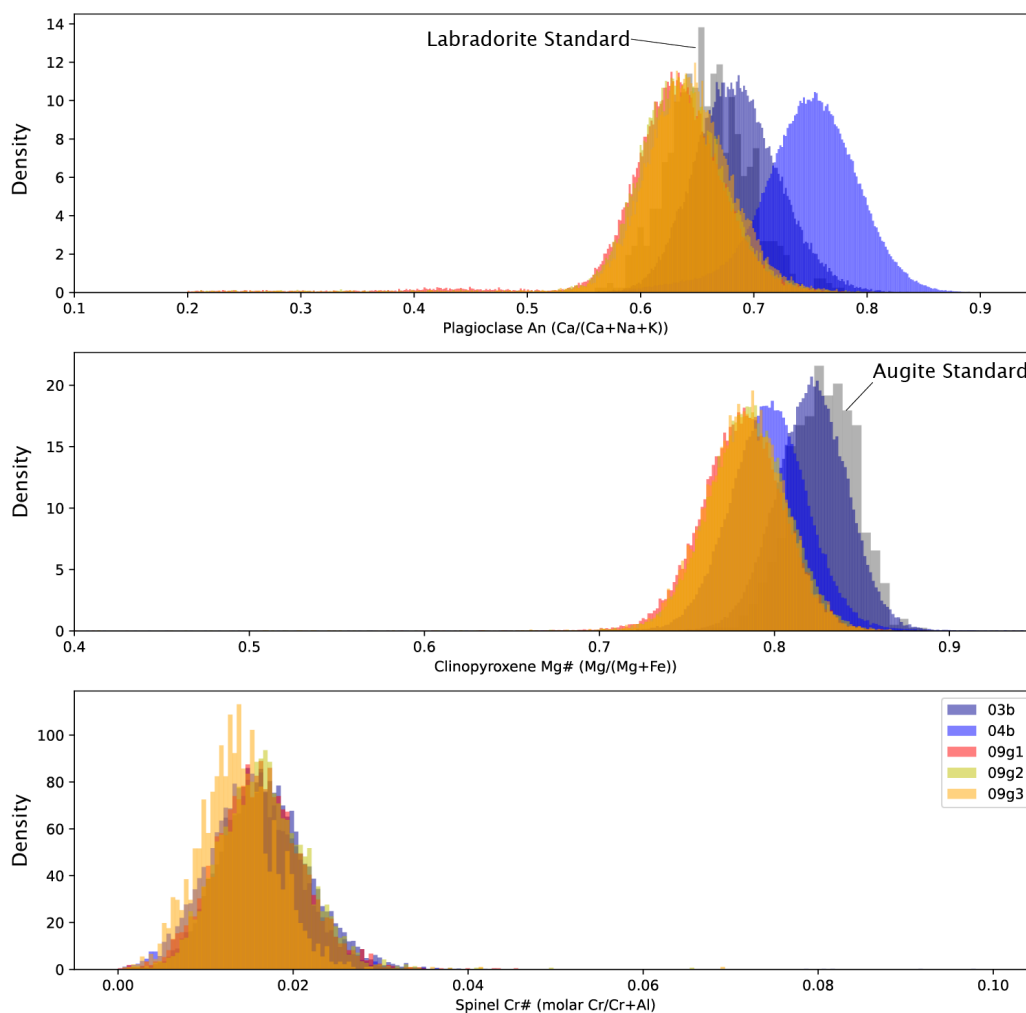 Labradorite Standard
Density
14
12
10
8
6
4
2
0
0.1 0.2 0.3 0.4 0.5 0.6 0.7 0.8 0.9
Plagioclase An (Ca/(Ca+Na+K))
Augite Standard
Density
20
15
10
5
0
0.4 0.5 0.6 0.7 0.8 0.9
Clinopyroxene Mg# (Mg/(Mg+Fe))
03b
04b
09g1
09g2
09g3
Density
100
80
60
40
20
0
0.00 0.02 0.04 0.06 0.08 0.10
Spinel Cr# (molar Cr/Cr+Al)